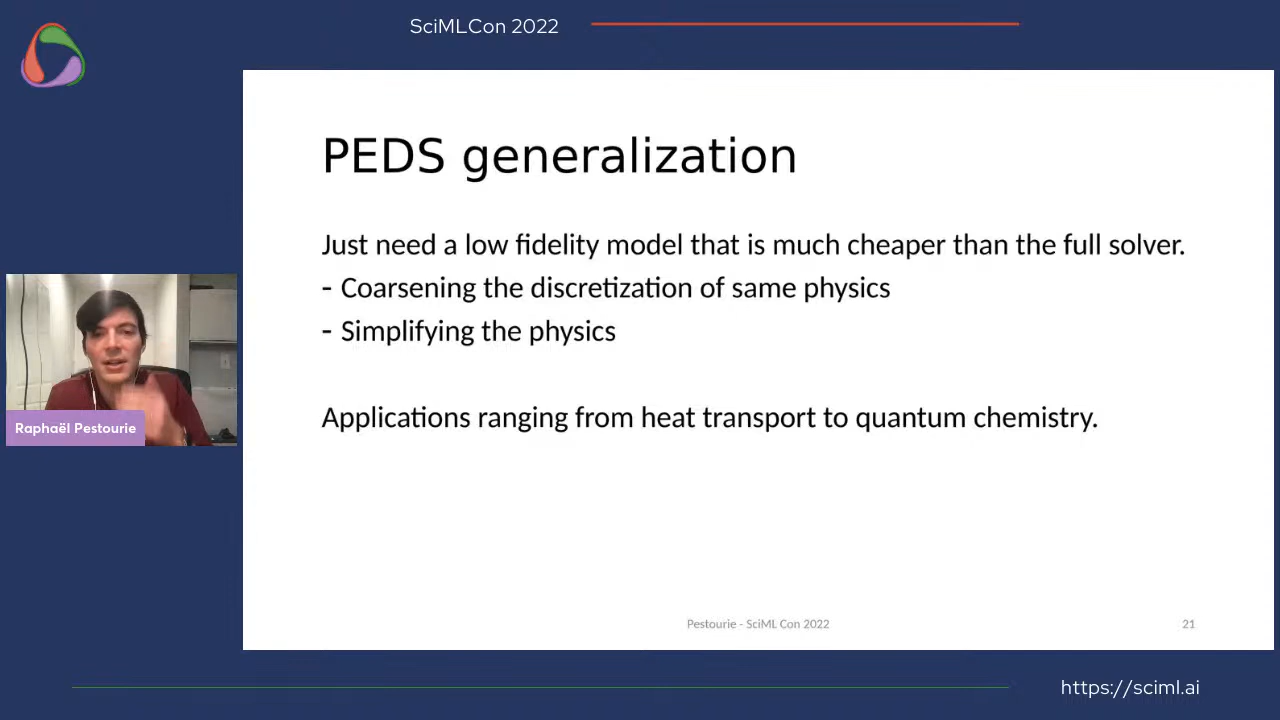 SciMLCon 2022
PEDS generalization
Just need a low fidelity model that is much cheaper than the full solver.
- Coarsening the discretization of same physics
- Simplifying the physics
Applications ranging from heat transport to quantum chemistry.
Raphaël Pestourie
Pestourie - SciML Con 2022
21
https://sciml.ai